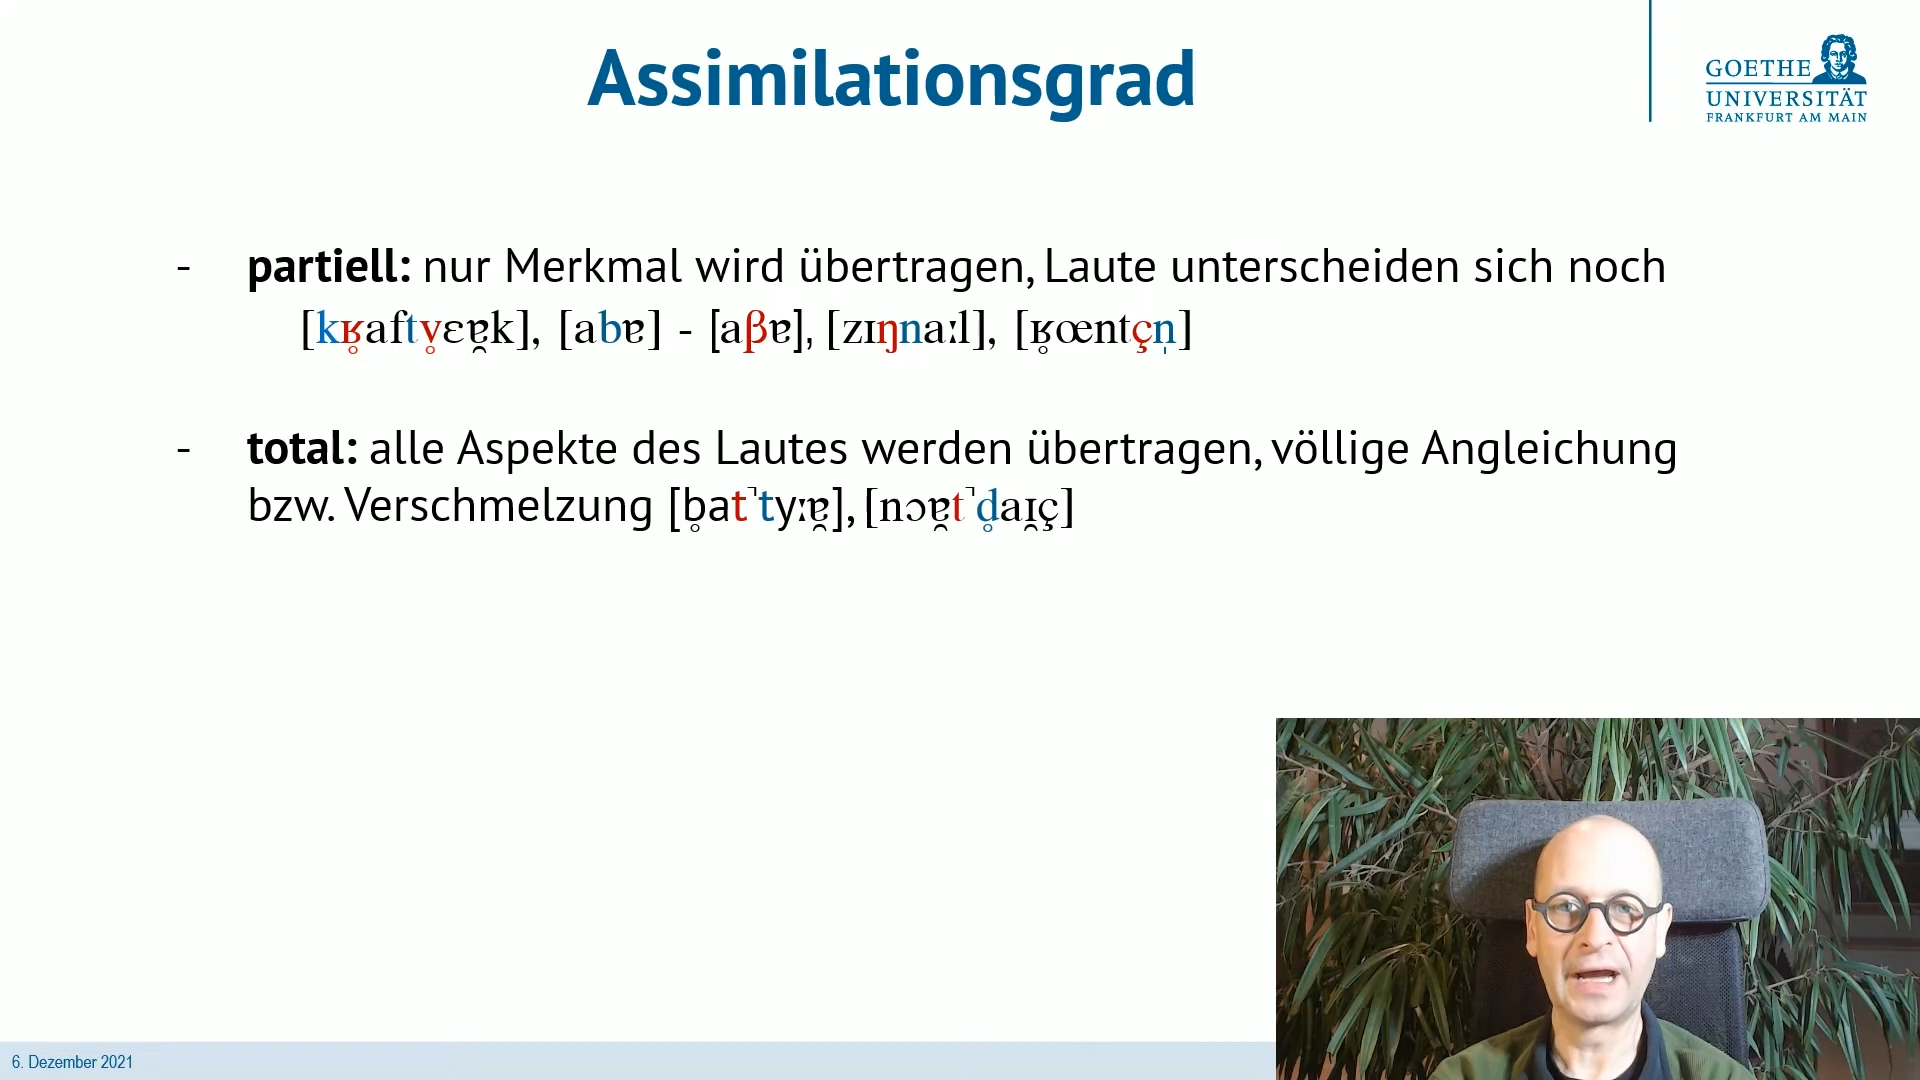 Assimilationsgrad
GOETHE
UNIVERSITÄT
FRANKFURT AM MAIN
- partiell: nur Merkmal wird übertragen, Laute unterscheiden sich noch
[kʁ̥aftv̥ɛɐ̯k], [abɐ] - [aβɐ], [zɪŋnaːl], [ʁ̥œntçn̩]
- total: alle Aspekte des Lautes werden übertragen, völlige Angleichung
bzw. Verschmelzung [b̥at̚tyːɐ̯], [nɔɐ̯t̚d̥aɪ̯ç]
6. Dezember 2021